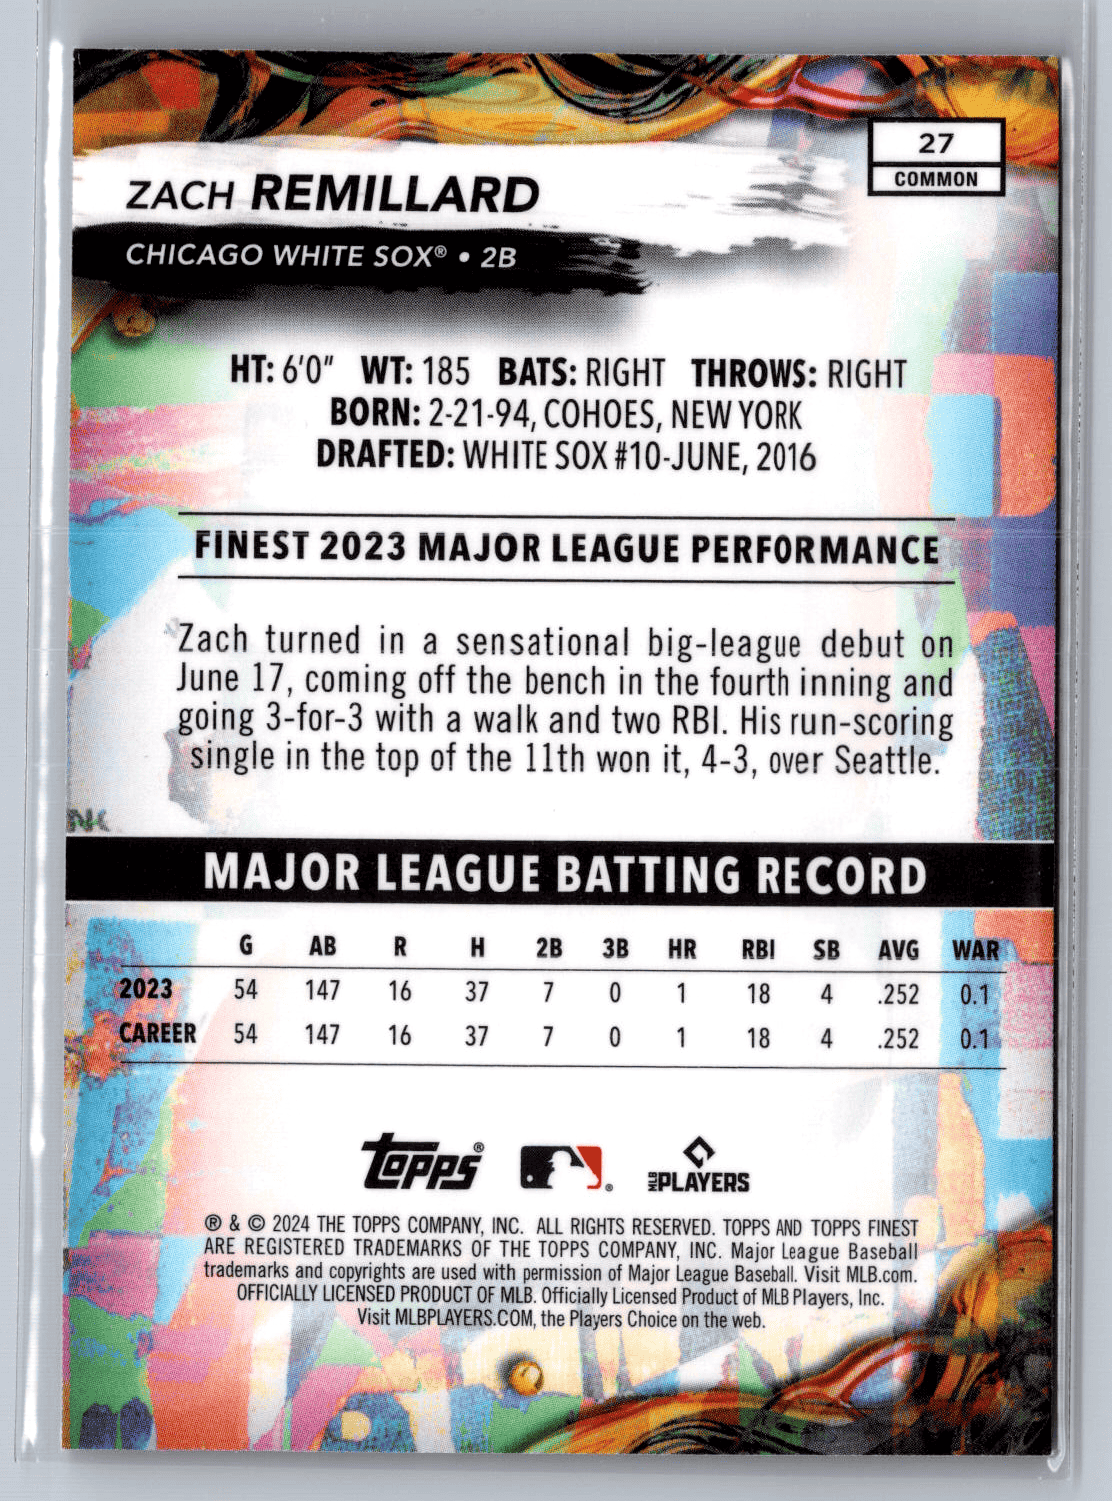 27
COMMON
ZACH REMILLARD
CHICAGO WHITE SOX® • 2B
HT: 6'0" WT: 185 BATS: RIGHT THROWS: RIGHT
BORN: 2-21-94, COHOES, NEW YORK
DRAFTED: WHITE SOX #10-JUNE, 2016
FINEST 2023 MAJOR LEAGUE PERFORMANCE
Zach turned in a sensational big-league debut on
June 17, coming off the bench in the fourth inning and
going 3-for-3 with a walk and two RBI. His run-scoring
single in the top of the 11th won it, 4-3, over Seattle.
NK
MAJOR LEAGUE BATTING RECORD
G AB R H 2B 3B HR RBI SB AVG WAR
2023 54 147 16 37 7 0 1 18 4 .252 0.1
CAREER 54 147 16 37 7 0 1 18 4 .252 0.1
Topps® ® MLB PLAYERS
® & © 2024 THE TOPPS COMPANY, INC. ALL RIGHTS RESERVED. TOPPS AND TOPPS FINEST
ARE REGISTERED TRADEMARKS OF THE TOPPS COMPANY, INC. Major League Baseball
trademarks and copyrights are used with permission of Major League Baseball. Visit MLB.com.
OFFICIALLY LICENSED PRODUCT OF MLB. Officially Licensed Product of MLB Players, Inc.
Visit MLBPLAYERS.COM, the Players Choice on the web.